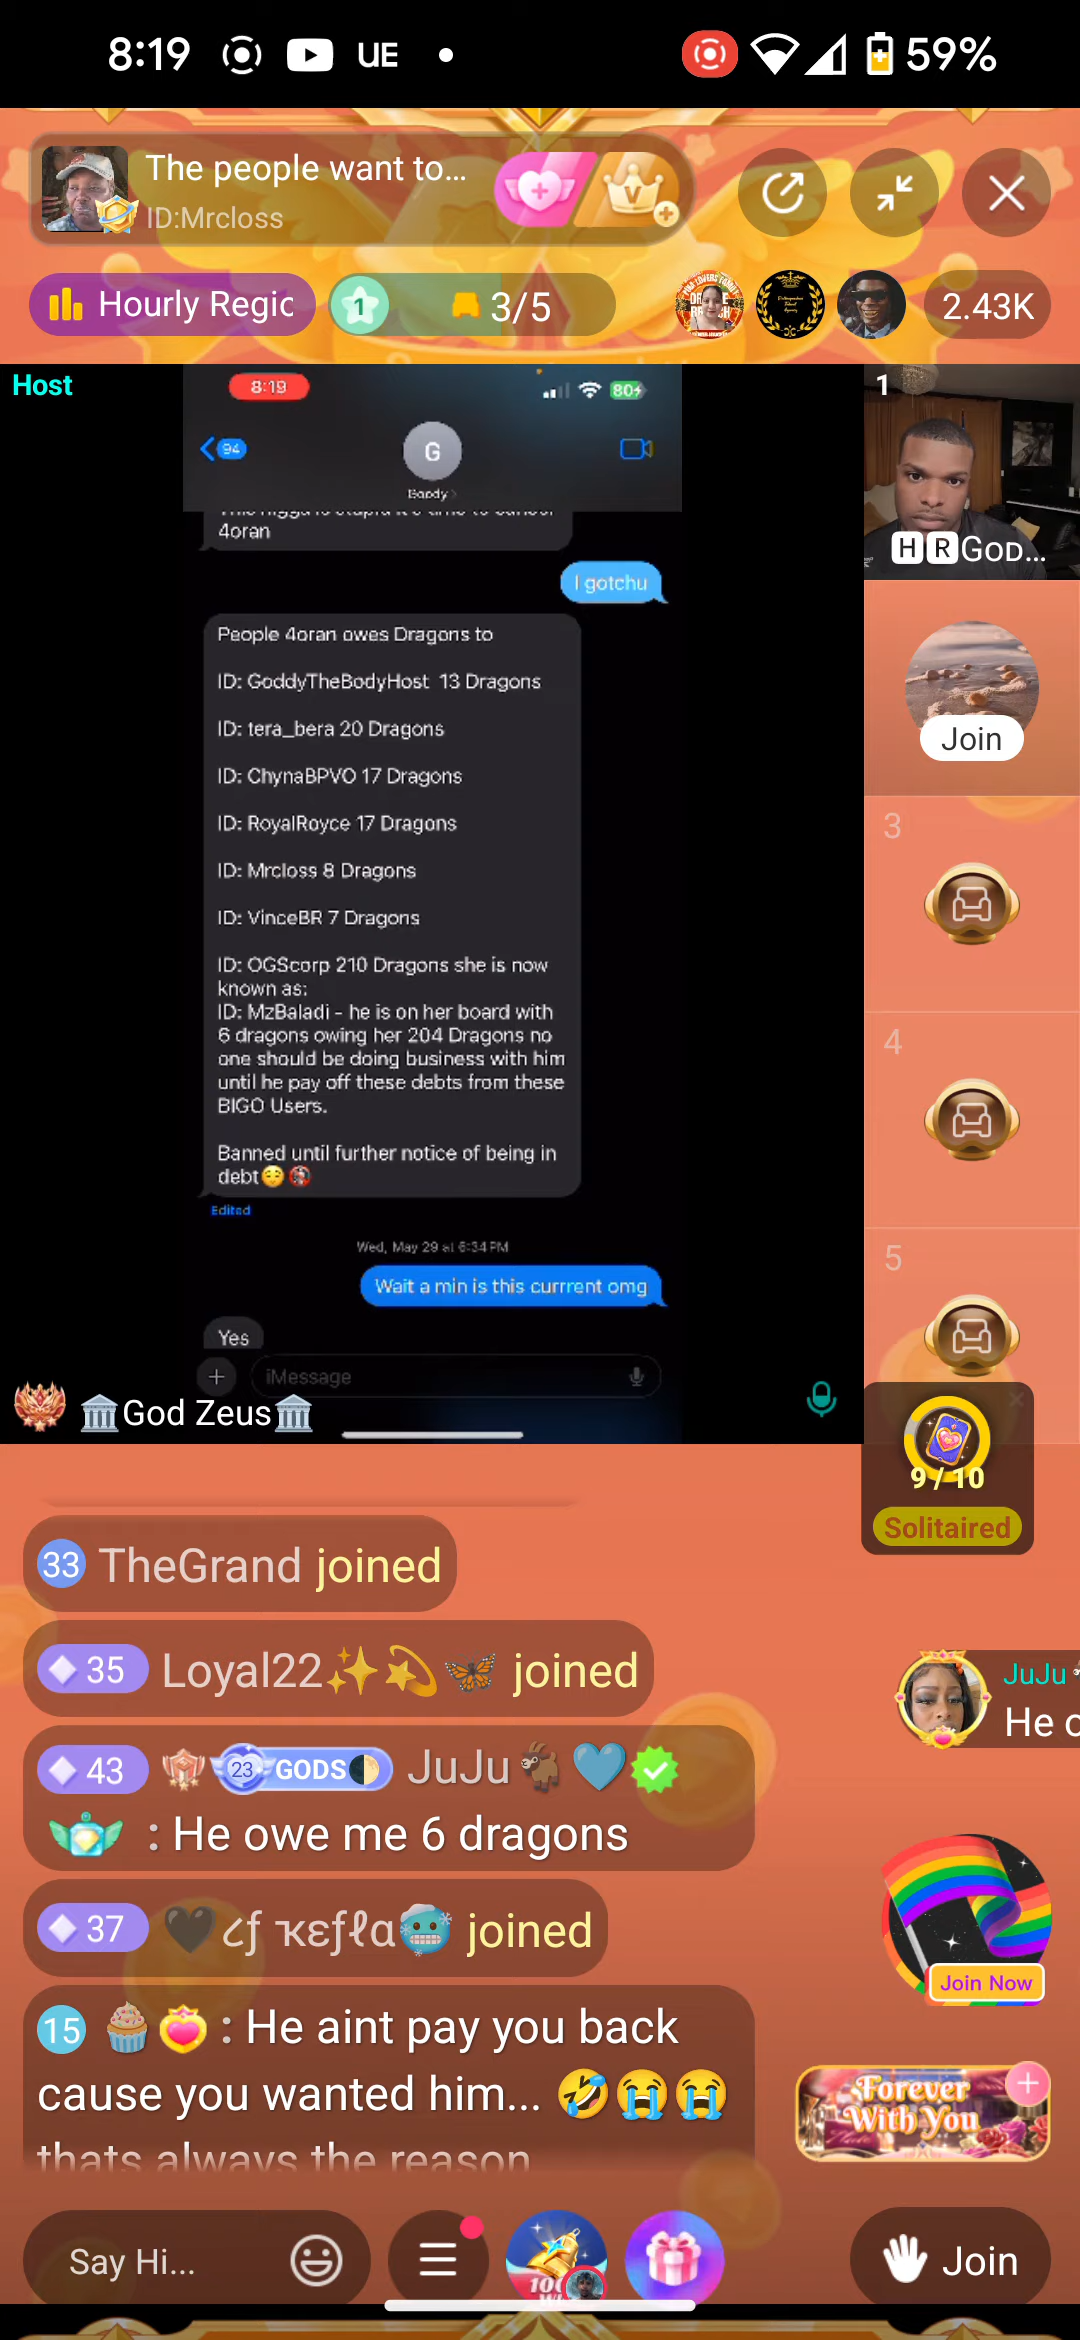 8:19 UE 59%
The people want to...
ID:Mrcloss
Hourly Regic
1 3/5
2.43K
Host
8:19 80
94
G
Goody
4oran
I gotchu
People 4oran owes Dragons to
ID: GoddyTheBodyHost 13 Dragons
ID: tera_bera 20 Dragons
ID: ChynaBPVO 17 Dragons
ID: RoyalRoyce 17 Dragons
ID: Mrcloss 8 Dragons
ID: VinceBR 7 Dragons
ID: OGScorp 210 Dragons she is now
known as:
ID: MzBaladi - he is on her board with
6 dragons owing her 204 Dragons no
one should be doing business with him
until he pay off these debts from these
BIGO Users.
Banned until further notice of being in
debt😌
Edited
Wed, May 29 at 6:34 PM
Wait a min is this currrent omg
Yes
iMessage
🏛️God Zeus🏛️
1
🄷🅁GOD...
Join
3
4
5
9/10
Solitaired
33 TheGrand joined
35 Loyal22✨💫🦋 joined
43 23 GODS🌓 JuJu🐐🩵
: He owe me 6 dragons
JuJu
He o
37 🖤 joined
15 🧁 : He aint pay you back
cause you wanted him... 🤣😭😭
thats always the reason
Join Now
Forever
With You
Say Hi...
100
Join